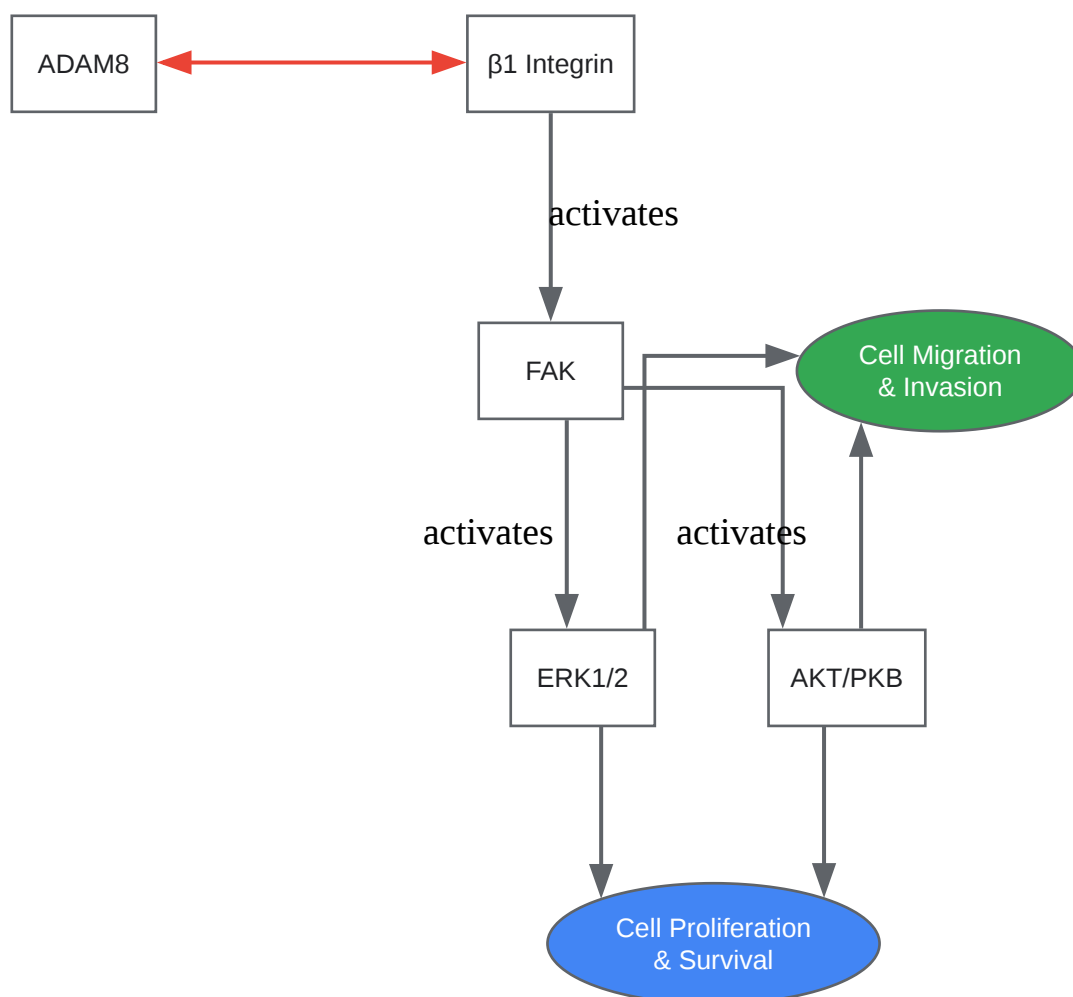 ADAM8
β1 Integrin
activates
FAK
Cell Migration
& Invasion
activates
activates
ERK1/2
AKT/PKB
Cell Proliferation
& Survival